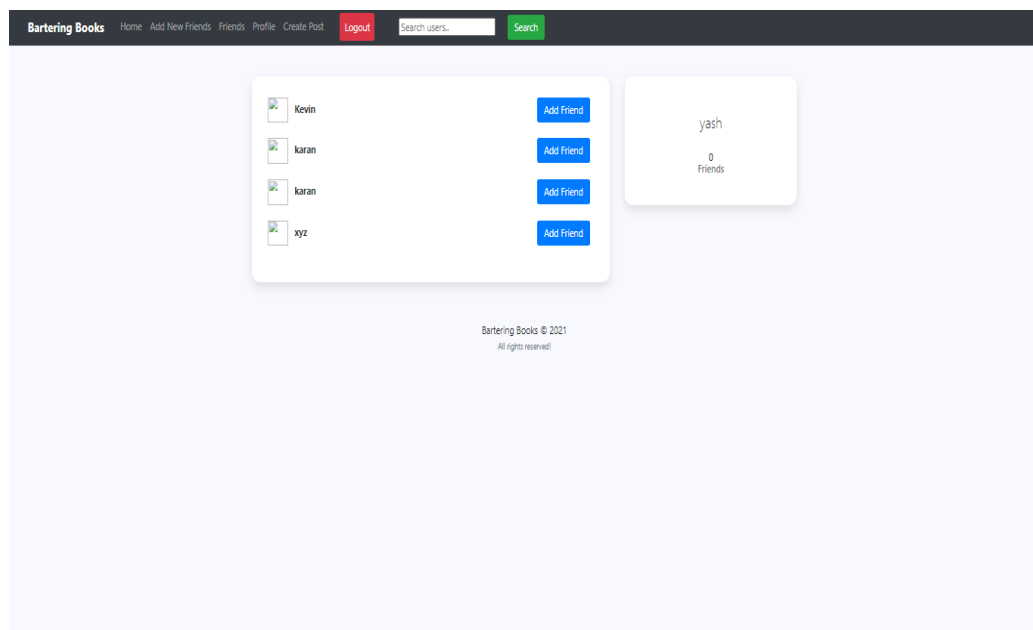 Bartering Books Home Add New Friends Friends Profile Create Post Logout Search users.. Search
Kevin Add Friend
karan Add Friend
karan Add Friend
xyz Add Friend
yash
0
Friends
Bartering Books © 2021
All rights reserved!